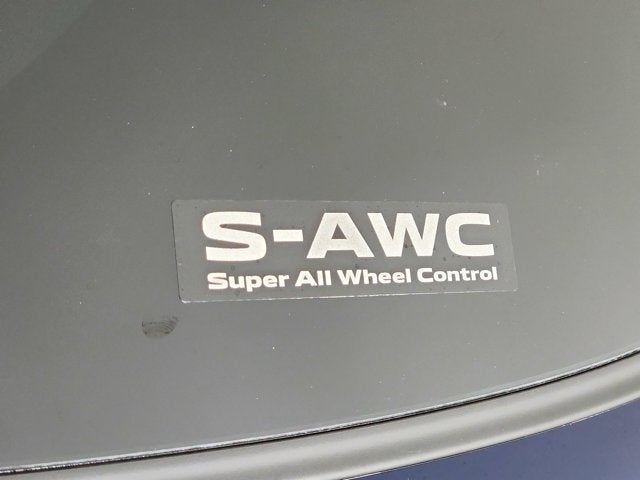 S-AWC
Super All Wheel Control